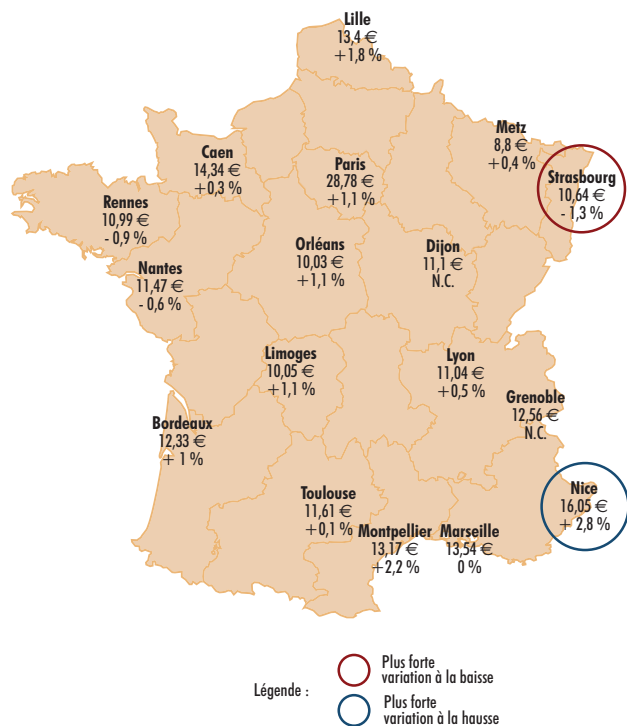 Lille
13,4 €
+1,8 %
Metz
8,8 €
+0,4 %
Caen
14,34 €
+0,3 %
Paris
28,78 €
+1,1 %
Strasbourg
10,64 €
- 1,3 %
Rennes
10,99 €
- 0,9 %
Orléans
10,03 €
+1,1 %
Dijon
11,1 €
N.C.
Nantes
11,47 €
- 0,6 %
Limoges
10,05 €
+1,1 %
Lyon
11,04 €
+0,5 %
Grenoble
12,56 €
N.C.
Bordeaux
12,33 €
+ 1 %
Toulouse
11,61 €
+0,1 %
Nice
16,05 €
+ 2,8 %
Montpellier
13,17 €
+2,2 %
Marseille
13,54 €
0 %
Légende :
Plus forte
variation à la baisse
Plus forte
variation à la hausse